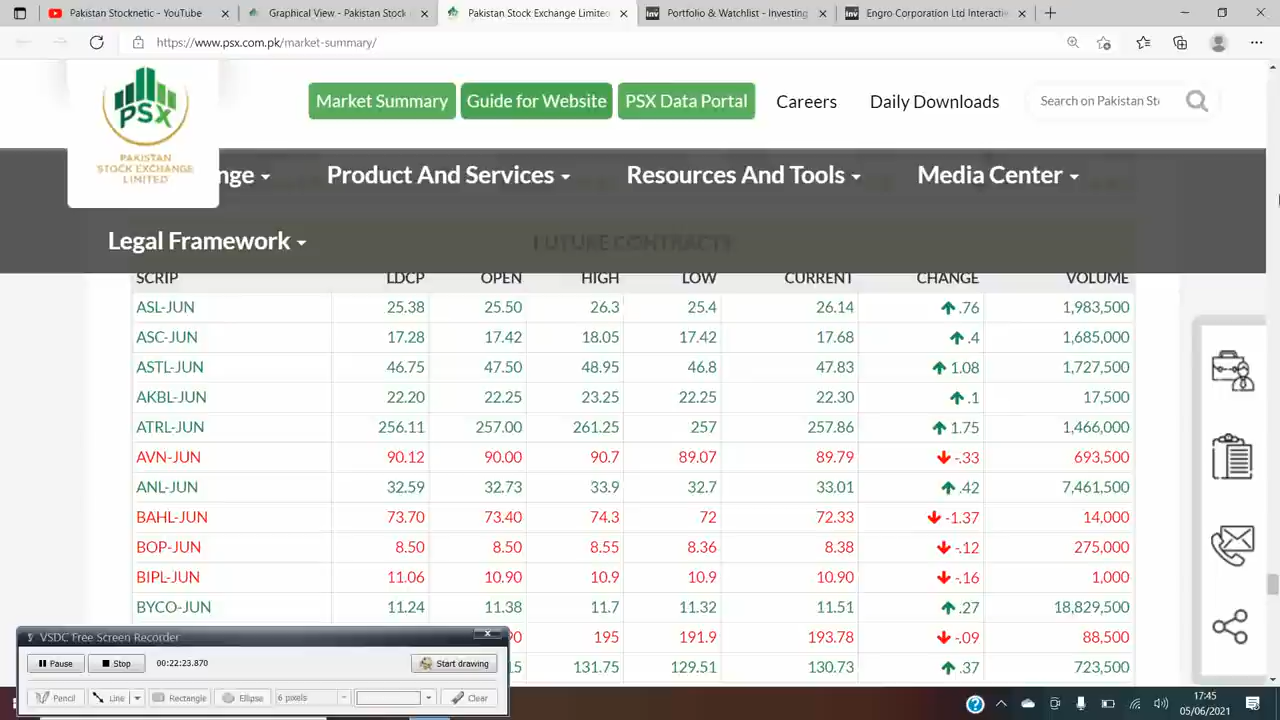 Pakistan Stocknetic - YouTube
Graphical View - Pakistan Stock
Pakistan Stock Exchange Limited
Portfolio & Watchlist - Investing
Engro Corporation Ltd Interacti
https://www.psx.com.pk/market-summary/
PSX
PAKISTAN
STOCK EXCHANGE
LIMITED
Market Summary
Guide for Website
PSX Data Portal
Careers
Daily Downloads
Search on Pakistan Sto
nge
Product And Services
Resources And Tools
Media Center
Legal Framework
FUTURE CONTRACTS
SCRIP LDCP OPEN HIGH LOW CURRENT CHANGE VOLUME
ASL-JUN 25.38 25.50 26.3 25.4 26.14 .76 1,983,500
ASC-JUN 17.28 17.42 18.05 17.42 17.68 .4 1,685,000
ASTL-JUN 46.75 47.50 48.95 46.8 47.83 1.08 1,727,500
AKBL-JUN 22.20 22.25 23.25 22.25 22.30 .1 17,500
ATRL-JUN 256.11 257.00 261.25 257 257.86 1.75 1,466,000
AVN-JUN 90.12 90.00 90.7 89.07 89.79 -.33 693,500
ANL-JUN 32.59 32.73 33.9 32.7 33.01 .42 7,461,500
BAHL-JUN 73.70 73.40 74.3 72 72.33 -1.37 14,000
BOP-JUN 8.50 8.50 8.55 8.36 8.38 -.12 275,000
BIPL-JUN 11.06 10.90 10.9 10.9 10.90 -.16 1,000
BYCO-JUN 11.24 11.38 11.7 11.32 11.51 .27 18,829,500
195 191.9 193.78 -.09 88,500
131.75 129.51 130.73 .37 723,500
VSDC Free Screen Recorder
Pause Stop 00:22:23.870 Start drawing
Pencil Line Rectangle Ellipse 6 pixels Clear
17:45
05/06/2021